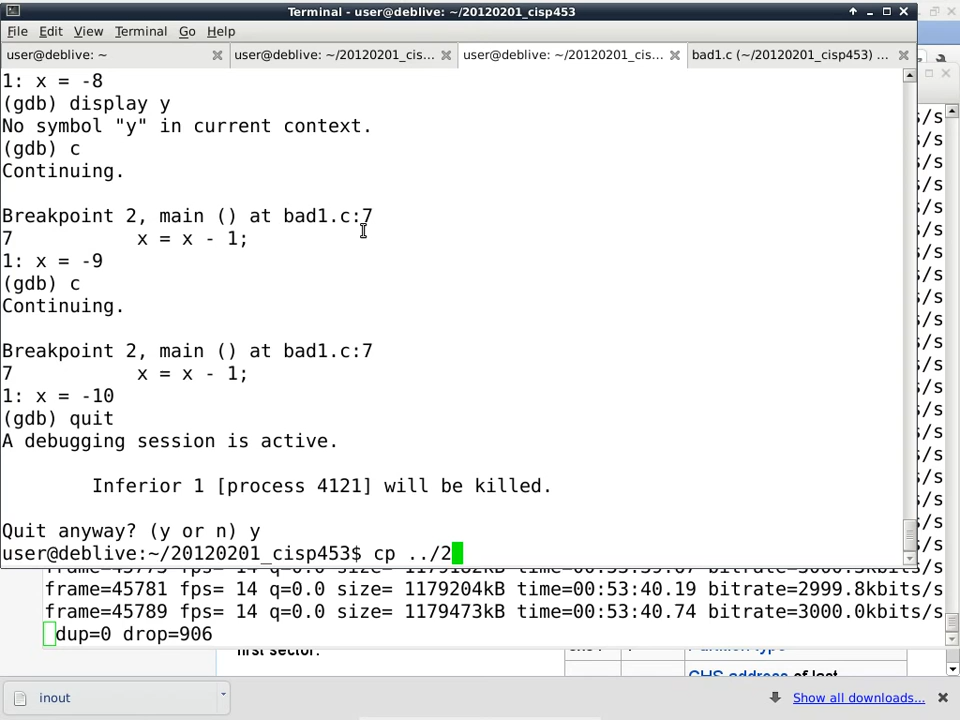 Terminal - user@deblive: ~/20120201_cisp453
File Edit View Terminal Go Help
user@deblive: ~
user@deblive: ~/20120201_cis...
user@deblive: ~/20120201_cis...
bad1.c (~/20120201_cisp453) ...
1: x = -8
(gdb) display y
No symbol "y" in current context.
(gdb) c
Continuing.
Breakpoint 2, main () at bad1.c:7
7 x = x - 1;
1: x = -9
(gdb) c
Continuing.
Breakpoint 2, main () at bad1.c:7
7 x = x - 1;
1: x = -10
(gdb) quit
A debugging session is active.
Inferior 1 [process 4121] will be killed.
Quit anyway? (y or n) y
user@deblive:~/20120201_cisp453$ cp ../2
frame=45781 fps= 14 q=0.0 size= 1179204kB time=00:53:40.19 bitrate=2999.8kbits/s
frame=45789 fps= 14 q=0.0 size= 1179473kB time=00:53:40.74 bitrate=3000.0kbits/s
dup=0 drop=906
first sector.
CHS address of last
inout
Show all downloads...